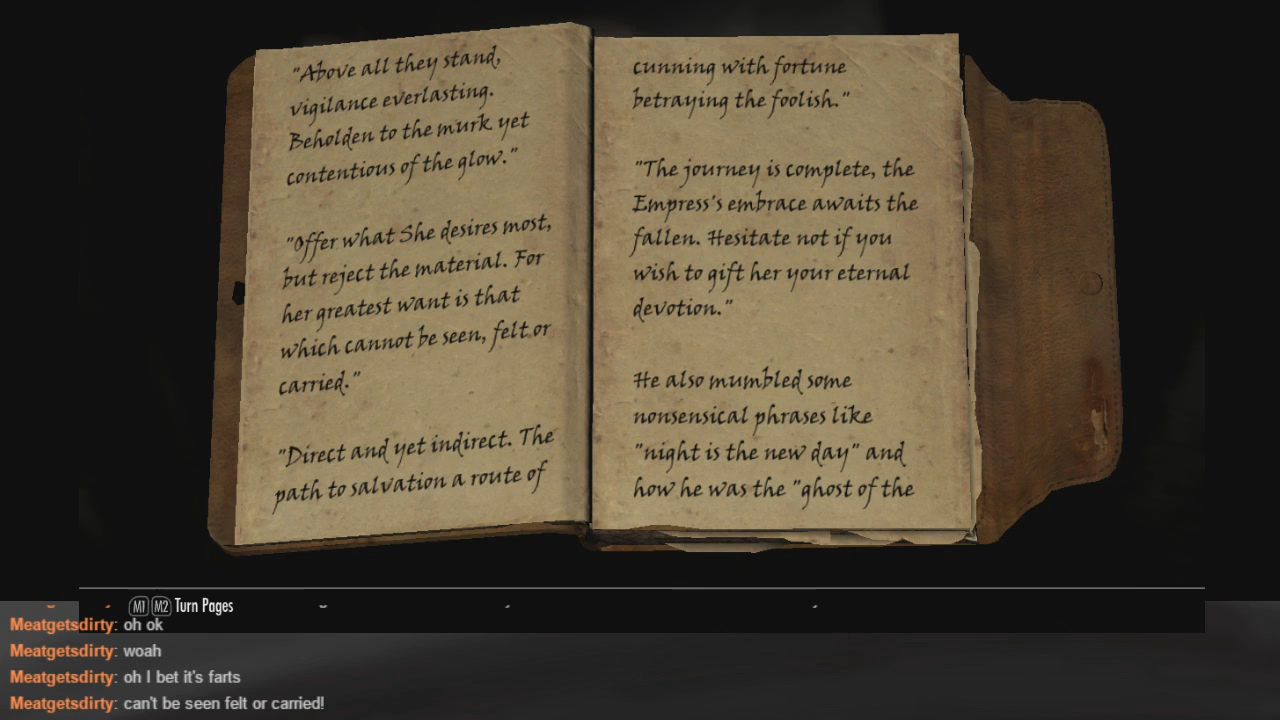 "Above all they stand,
vigilance everlasting.
Beholden to the murk yet
contentious of the glow."
"Offer what She desires most,
but reject the material. For
her greatest want is that
which cannot be seen, felt or
carried."
"Direct and yet indirect. The
path to salvation a route of
cunning with fortune
betraying the foolish."
"The journey is complete, the
Empress's embrace awaits the
fallen. Hesitate not if you
wish to gift her your eternal
devotion."
He also mumbled some
nonsensical phrases like
"night is the new day" and
how he was the "ghost of the
M1 M2 Turn Pages
Meatgetsdirty: oh ok
Meatgetsdirty: woah
Meatgetsdirty: oh I bet it's farts
Meatgetsdirty: can't be seen felt or carried!